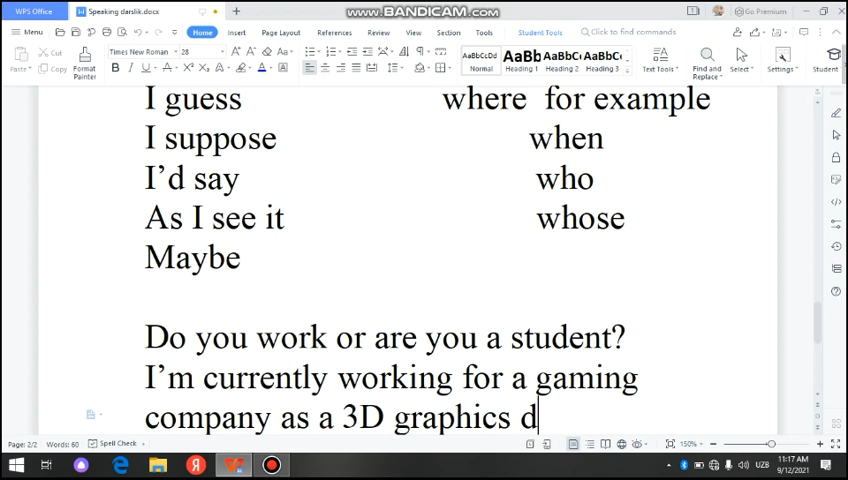 WPS Office
Speaking darslik.docx
www.BANDICAM.com
Go Premium
Menu
Home
Insert
Page Layout
References
Review
View
Section
Tools
Student Tools
Click to find commands
Paste
Cut
Copy
Format Painter
Times New Roman
28
AaBbCcDd
Normal
AaBb
Heading 1
AaBbC
Heading 2
AaBbC
Heading 3
Text Tools
Find and Replace
Select
Settings
Student
I guess where for example
I suppose when
I'd say who
As I see it whose
Maybe
Do you work or are you a student?
I'm currently working for a gaming
company as a 3D graphics d
Page: 2/2 Words: 60 Spell Check 150%
UZB
11:17 AM
9/12/2021